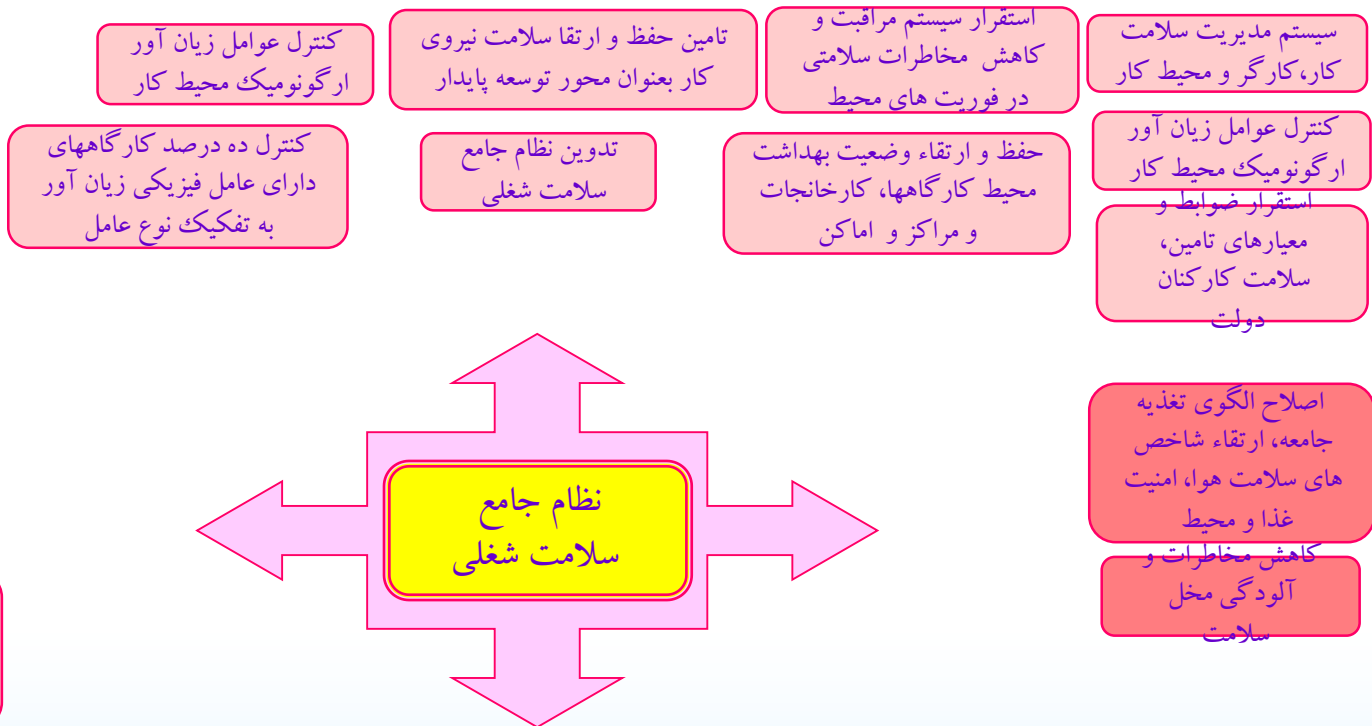 سیستم مدیریت سلامت
کار،کارگر و محیط کار
استقرار سیستم مراقبت و
کاهش مخاطرات سلامتی
در فوریت های محیط
تامین حفظ و ارتقا سلامت نیروی
کار بعنوان محور توسعه پایدار
کنترل عوامل زیان آور
ارگونومیک محیط کار
کنترل عوامل زیان آور
ارگونومیک محیط کار
حفظ و ارتقاء وضعیت بهداشت
محیط کارگاهها، کارخانجات
و مراکز و اماکن
تدوین نظام جامع
سلامت شغلی
کنترل ده درصد کارگاههای
دارای عامل فیزیکی زیان آور
به تفکیک نوع عامل
استقرار ضوابط و
معیارهای تامین،
سلامت کارکنان
دولت
اصلاح الگوی تغذیه
جامعه، ارتقاء شاخص
های سلامت هوا، امنیت
غذا و محیط
کاهش مخاطرات و
آلودگی مخل
سلامت
نظام جامع
سلامت شغلی